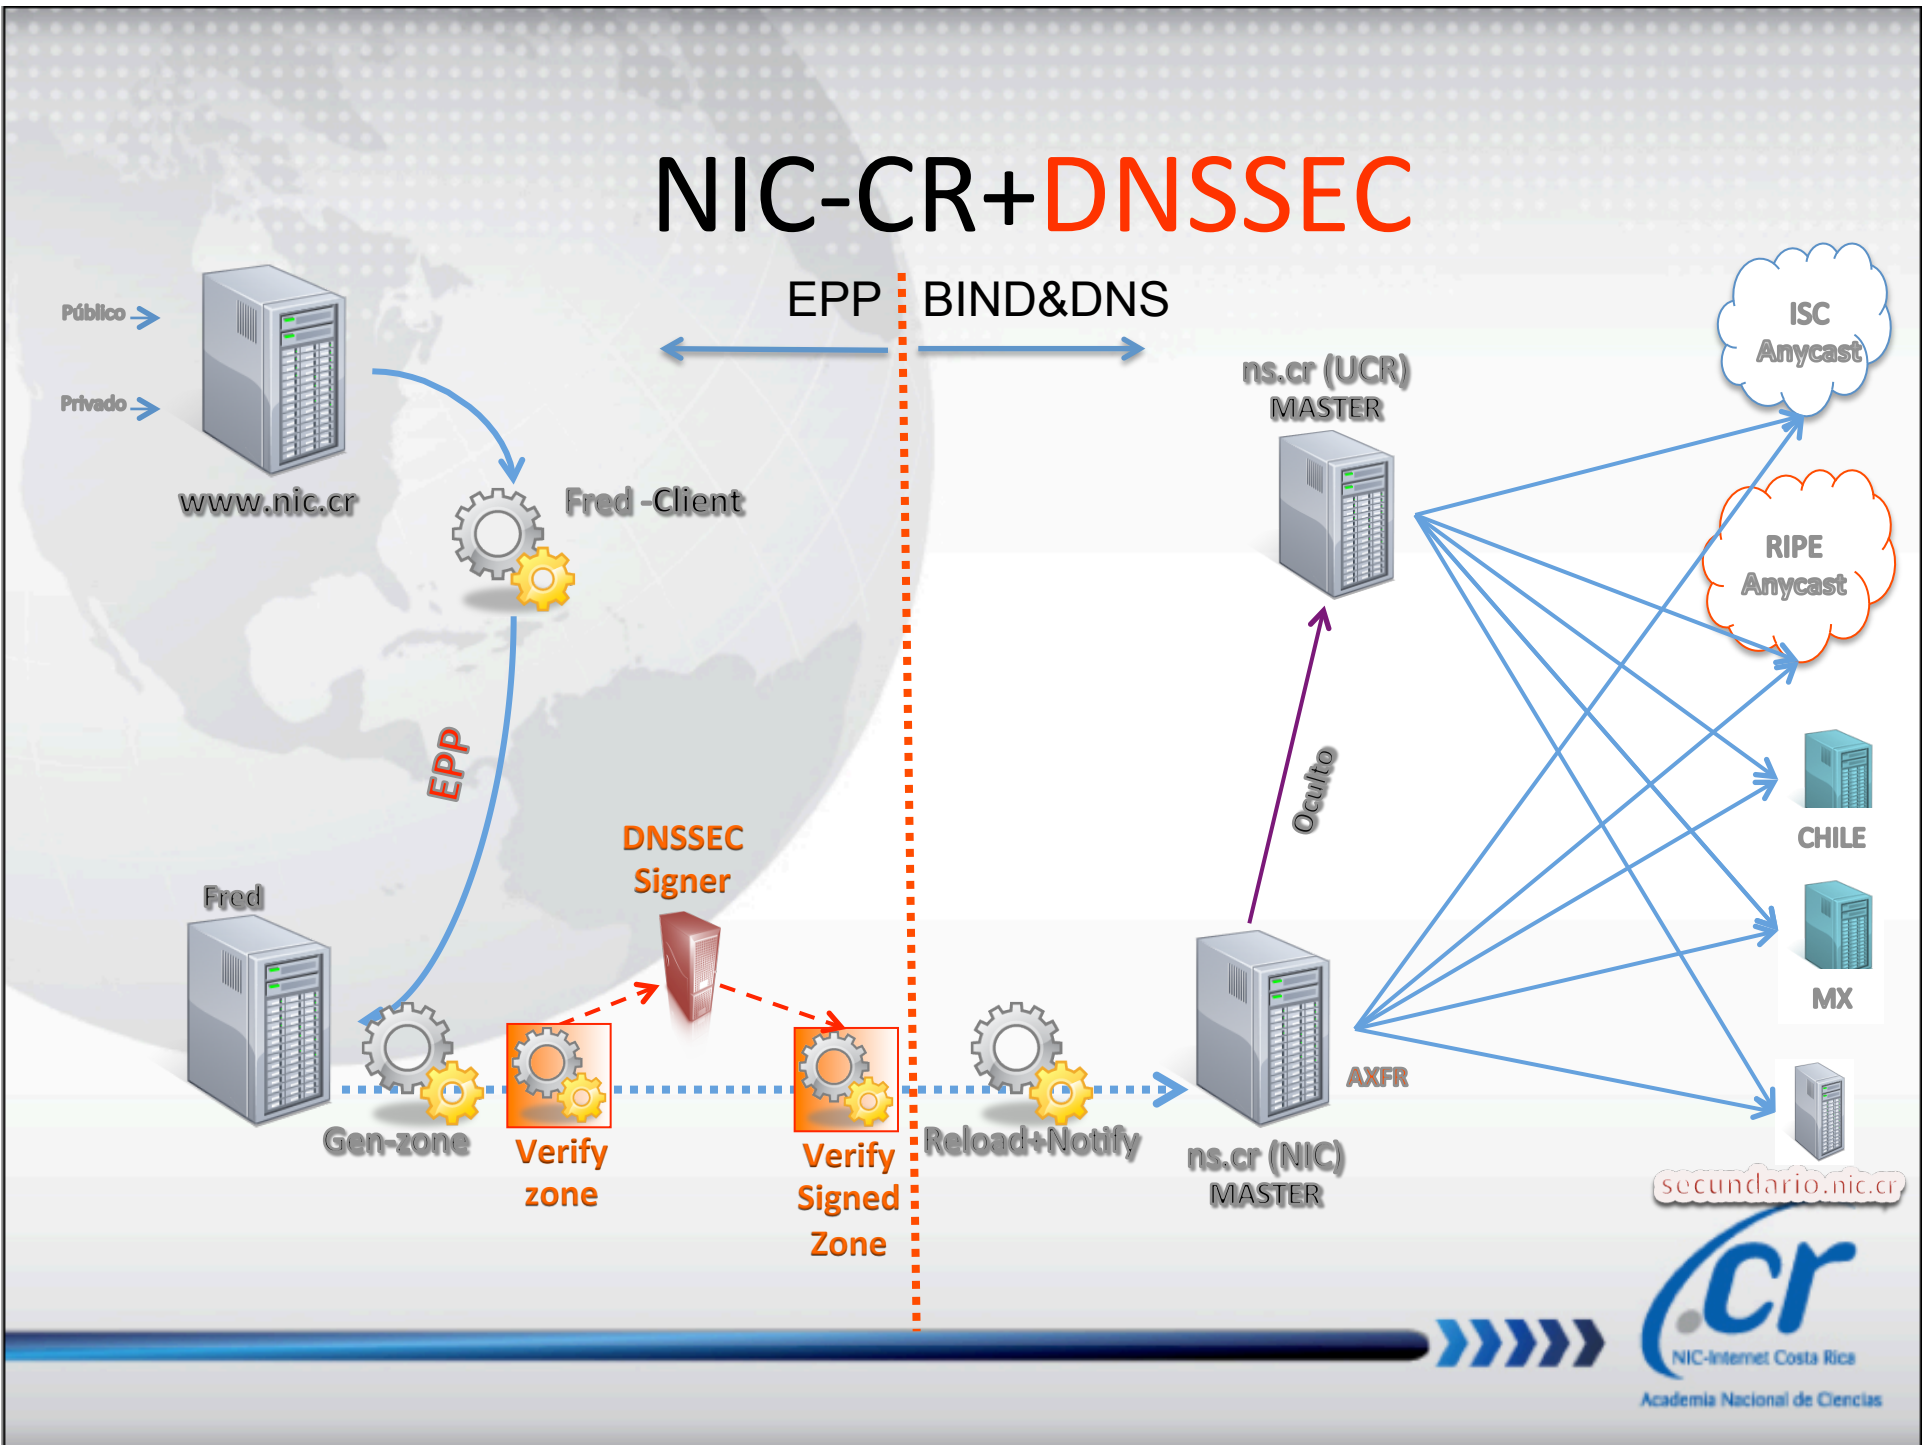 NIC-CR+DNSSEC
EPP
BIND&DNS
Público
Privado
www.nic.cr
Fred -Client
EPP
Fred
DNSSEC
Signer
Gen-zone
Verify
zone
Verify
Signed
Zone
Reload+Notify
ns.cr (UCR)
MASTER
Oculto
ns.cr (NIC)
MASTER
AXFR
ISC
Anycast
RIPE
Anycast
CHILE
MX
secundario.nic.cr
.cr
NIC-Internet Costa Rica
Academia Nacional de Ciencias